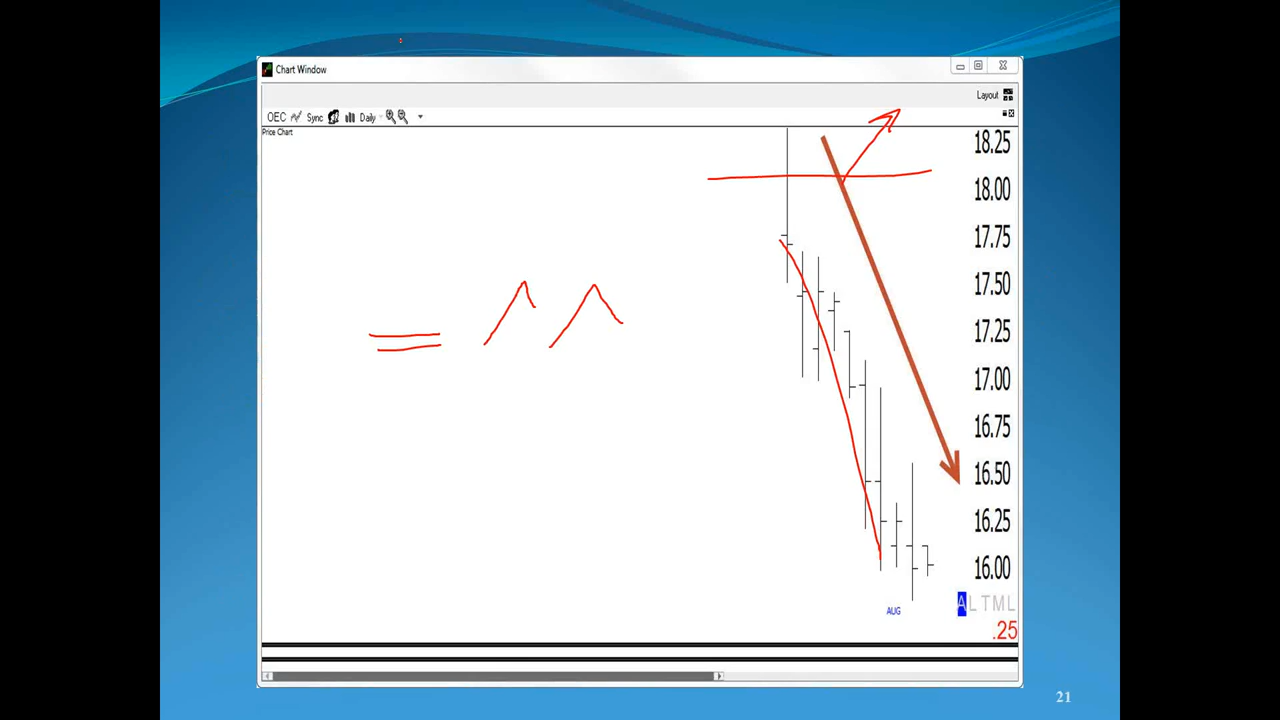 Chart Window
Layout
OEC Sync Daily
Price Chart
18.25
18.00
17.75
17.50
17.25
17.00
16.75
16.50
16.25
16.00
AUG
ALTML
.25
21